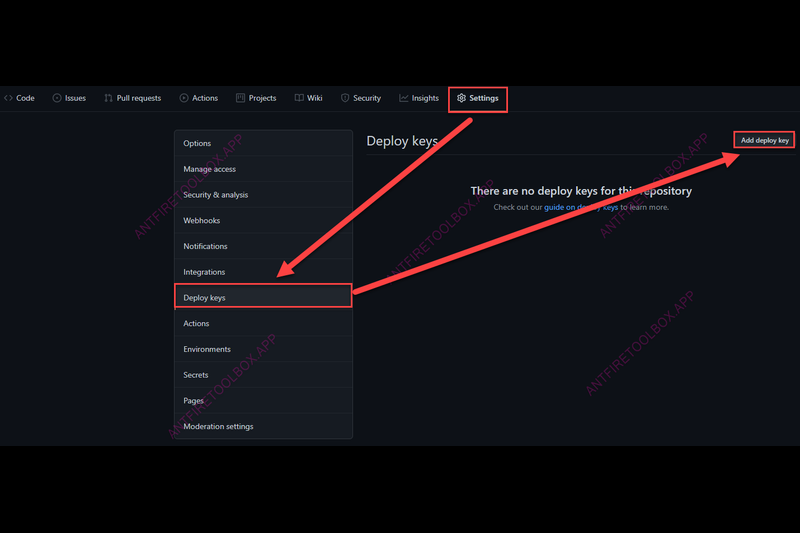 Code Issues Pull requests Actions Projects Wiki Security Insights Settings
Options
Manage access
Security & analysis
Webhooks
Notifications
Integrations
Deploy keys
Actions
Environments
Secrets
Pages
Moderation settings
Deploy keys
Add deploy key
There are no deploy keys for this repository
Check out our guide on deploy keys to learn more.
ANTFIRETOOLBOX.APP
ANTFIRETOOLBOX.APP
ANTFIRETOOLBOX.APP
ANTFIRETOOLBOX.APP
ANTFIRETOOLBOX.APP